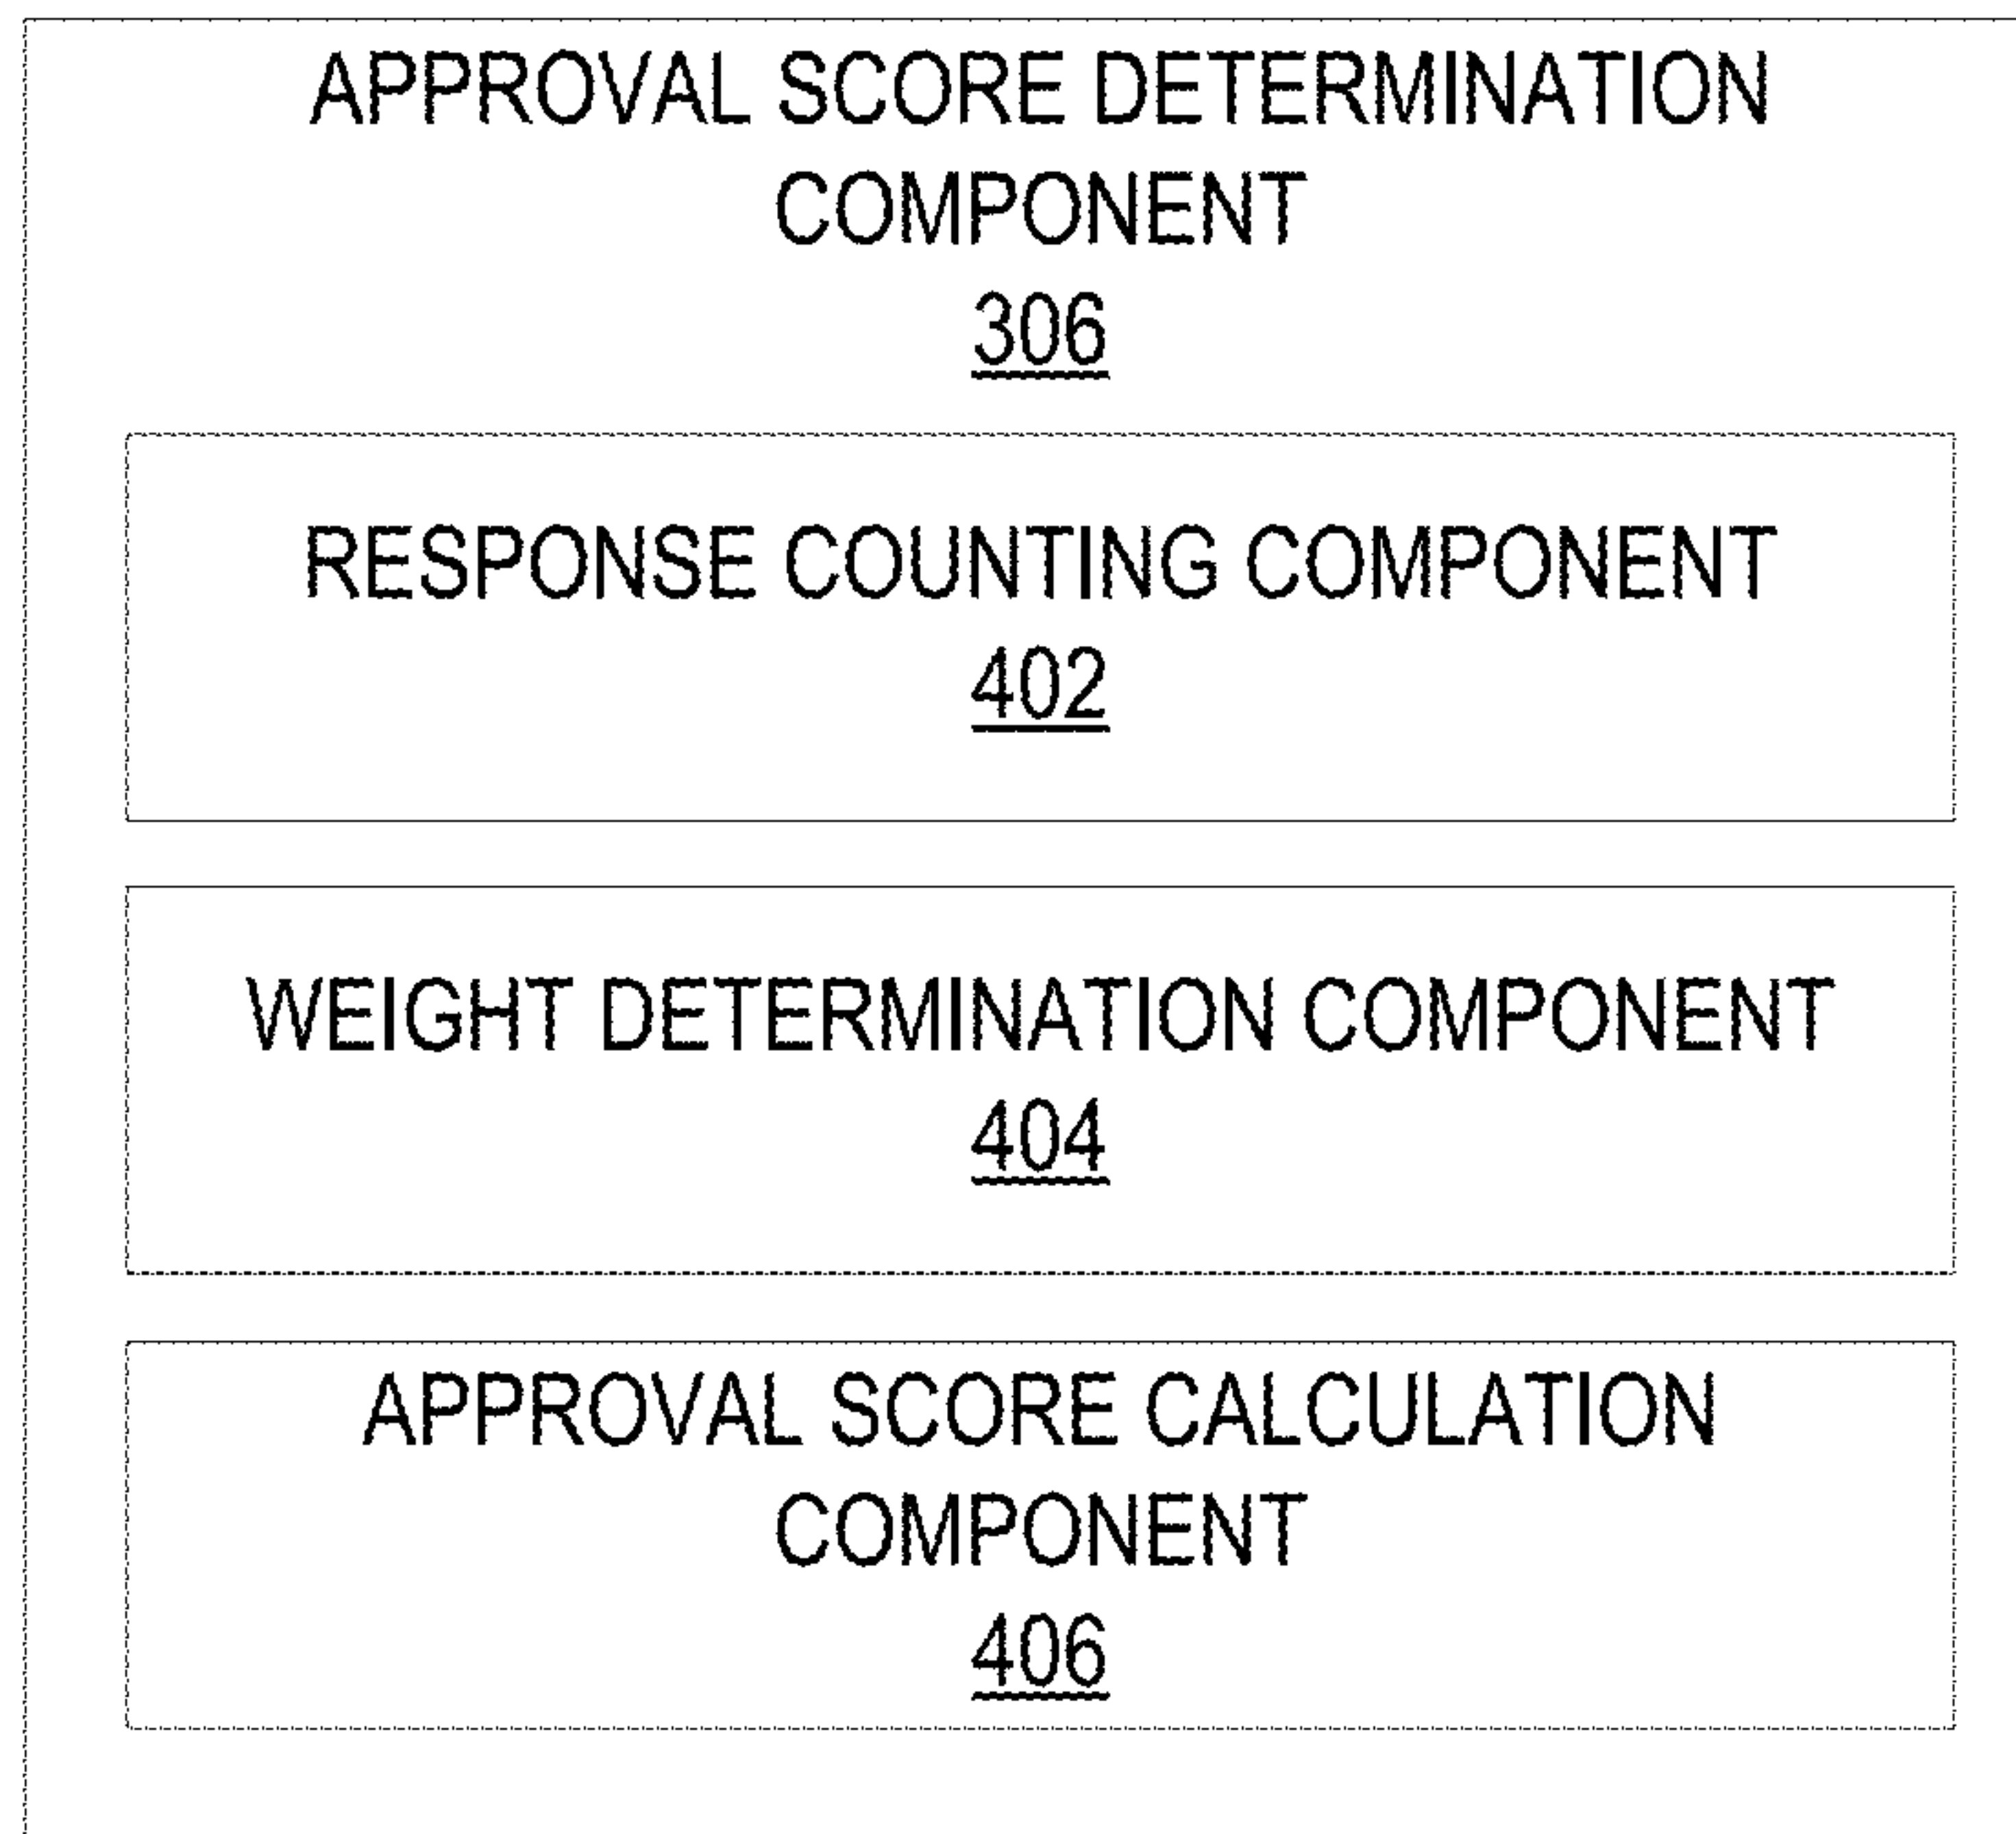 APPROVAL SCORE DETERMINATION
COMPONENT
306
RESPONSE COUNTING COMPONENT
402
WEIGHT DETERMINATION COMPONENT
404
APPROVAL SCORE CALCULATION
COMPONENT
406